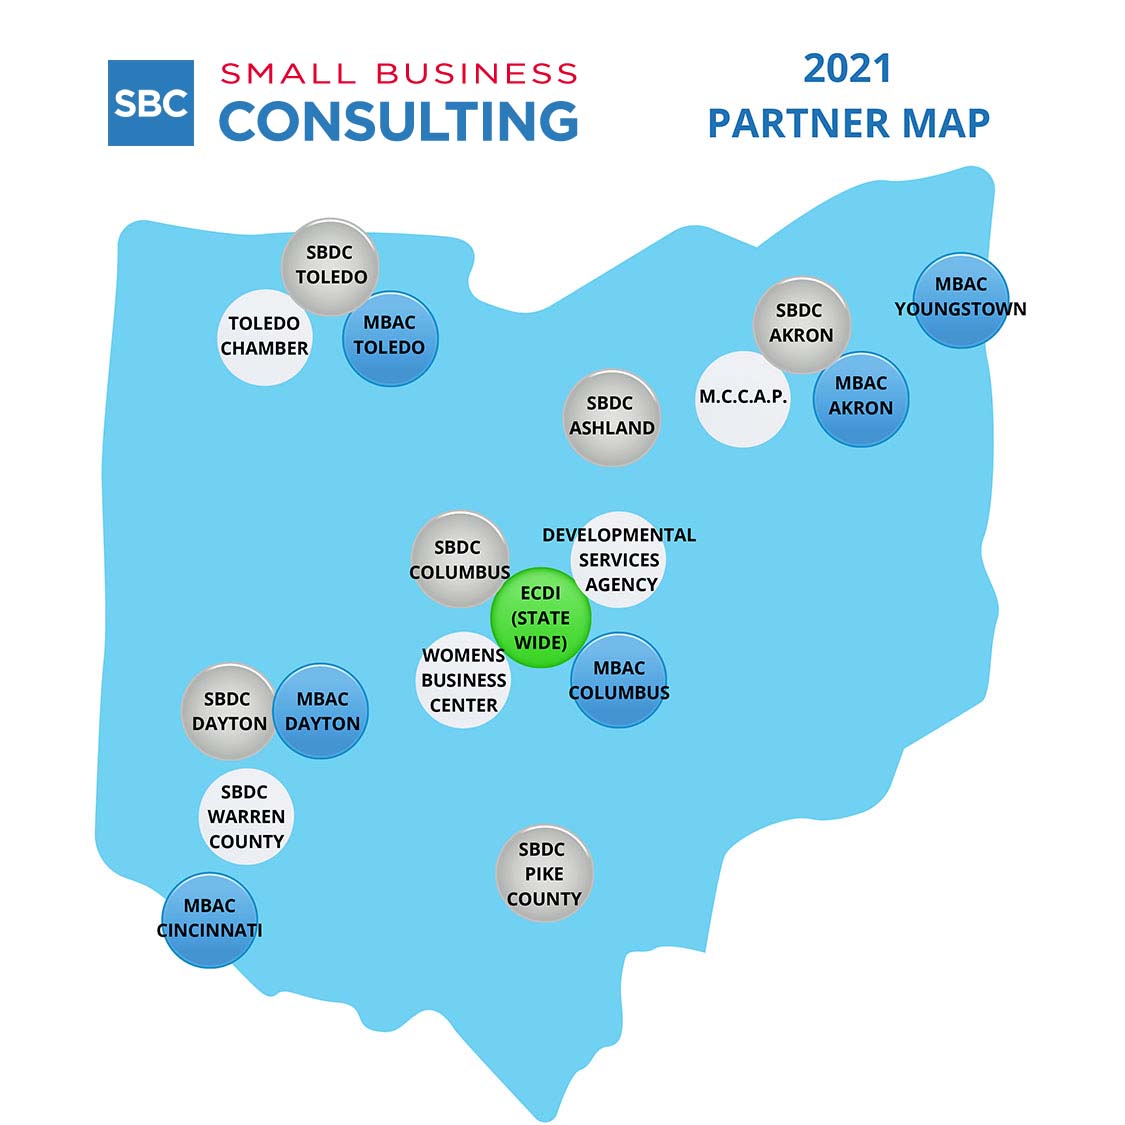 SBC
SMALL BUSINESS
CONSULTING
2021
PARTNER MAP
SBDC
TOLEDO
TOLEDO
CHAMBER
MBAC
TOLEDO
MBAC
YOUNGSTOWN
SBDC
AKRON
M.C.C.A.P.
MBAC
AKRON
SBDC
ASHLAND
SBDC
COLUMBUS
DEVELOPMENTAL
SERVICES
AGENCY
ECDI
(STATE
WIDE)
WOMENS
BUSINESS
CENTER
MBAC
COLUMBUS
SBDC
DAYTON
MBAC
DAYTON
SBDC
WARREN
COUNTY
SBDC
PIKE
COUNTY
MBAC
CINCINNATI